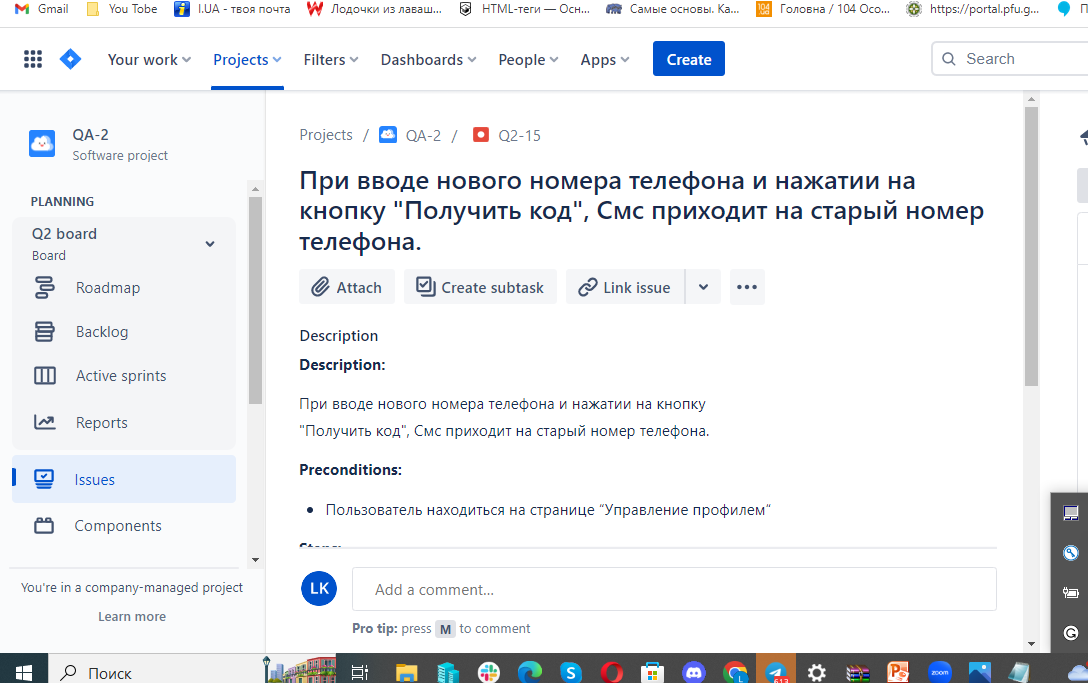 Gmail You Tobe I.UA - твоя почта Лодочки из лаваш... HTML-теги — Осн... Самые основы. Ка... Головна / 104 Осо... https://portal.pfu.g...
Your work Projects Filters Dashboards People Apps Create Search
QA-2
Software project
PLANNING
Q2 board
Board
Roadmap
Backlog
Active sprints
Reports
Issues
Components
You're in a company-managed project
Learn more
Projects / QA-2 / Q2-15
При вводе нового номера телефона и нажатии на
кнопку "Получить код", Смс приходит на старый номер
телефона.
Attach Create subtask Link issue
Description
Description:
При вводе нового номера телефона и нажатии на кнопку
"Получить код", Смс приходит на старый номер телефона.
Preconditions:
Пользователь находиться на странице “Управление профилем”
LK Add a comment...
Pro tip: press M to comment
Поиск